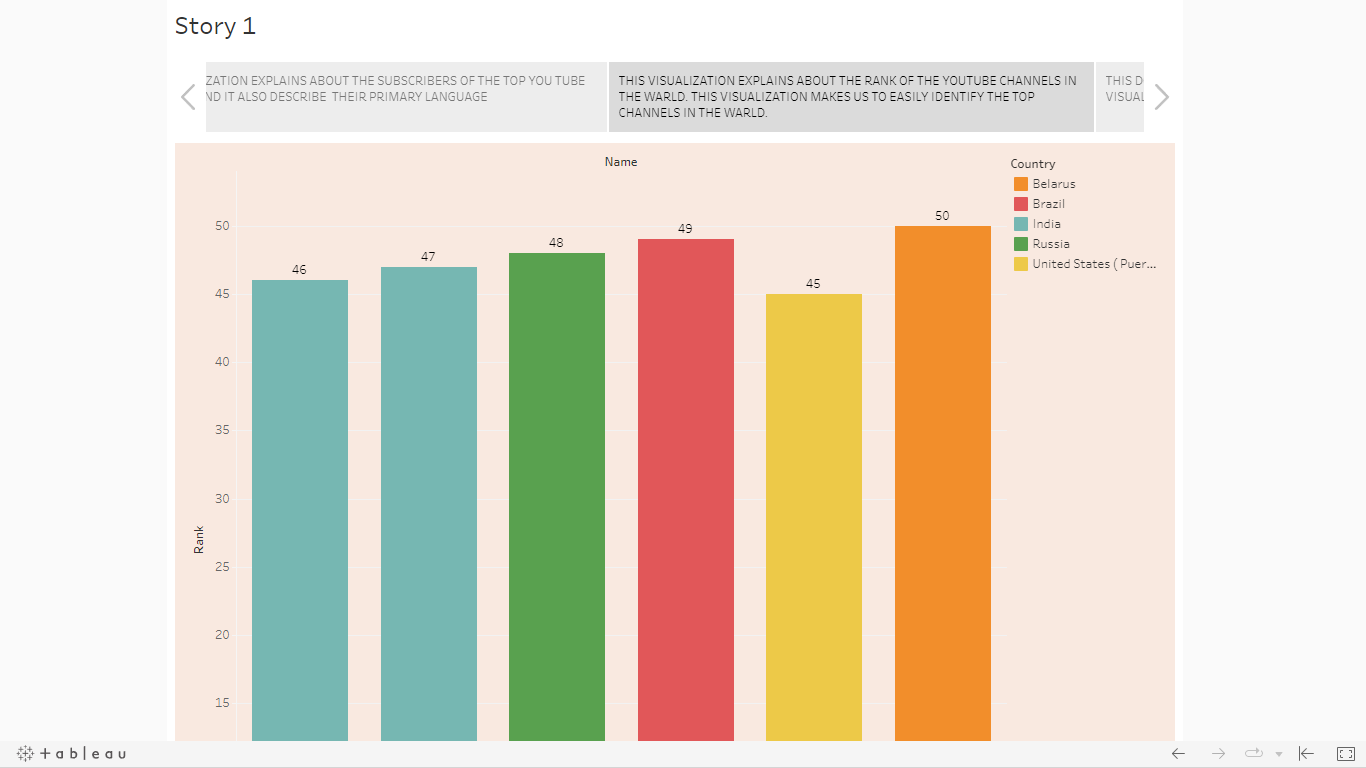 Story 1
ZATION EXPLAINS ABOUT THE SUBSCRIBERS OF THE TOP YOU TUBE
ND IT ALSO DESCRIBE  THEIR PRIMARY LANGUAGE
THIS VISUALIZATION EXPLAINS ABOUT THE RANK OF THE YOUTUBE CHANNELS IN
THE WORLD. THIS VISUALIZATION MAKES US TO EASILY IDENTIFY THE TOP
CHANNELS IN THE WORLD.
THIS D
VISUAL
Name
Country
Belarus
Brazil
India
Russia
United States ( Puer...
50
45
40
35
30
25
20
15
Rank
46
47
48
49
45
50
tableau